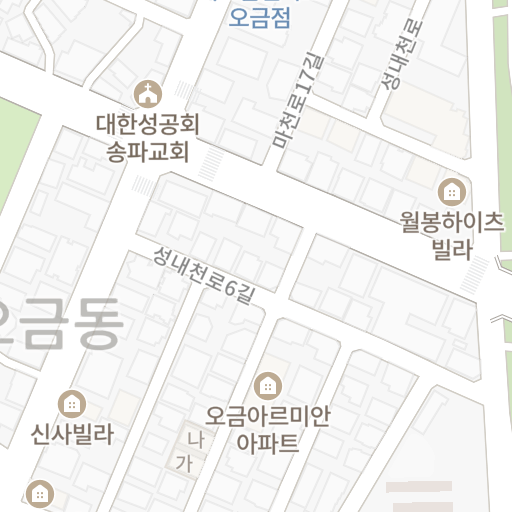 오금점
성내천로
마천로17길
대한성공회
송파교회
월봉하이츠
빌라
성내천로6길
오금동
오금아르미안
아파트
신사빌라
나
가